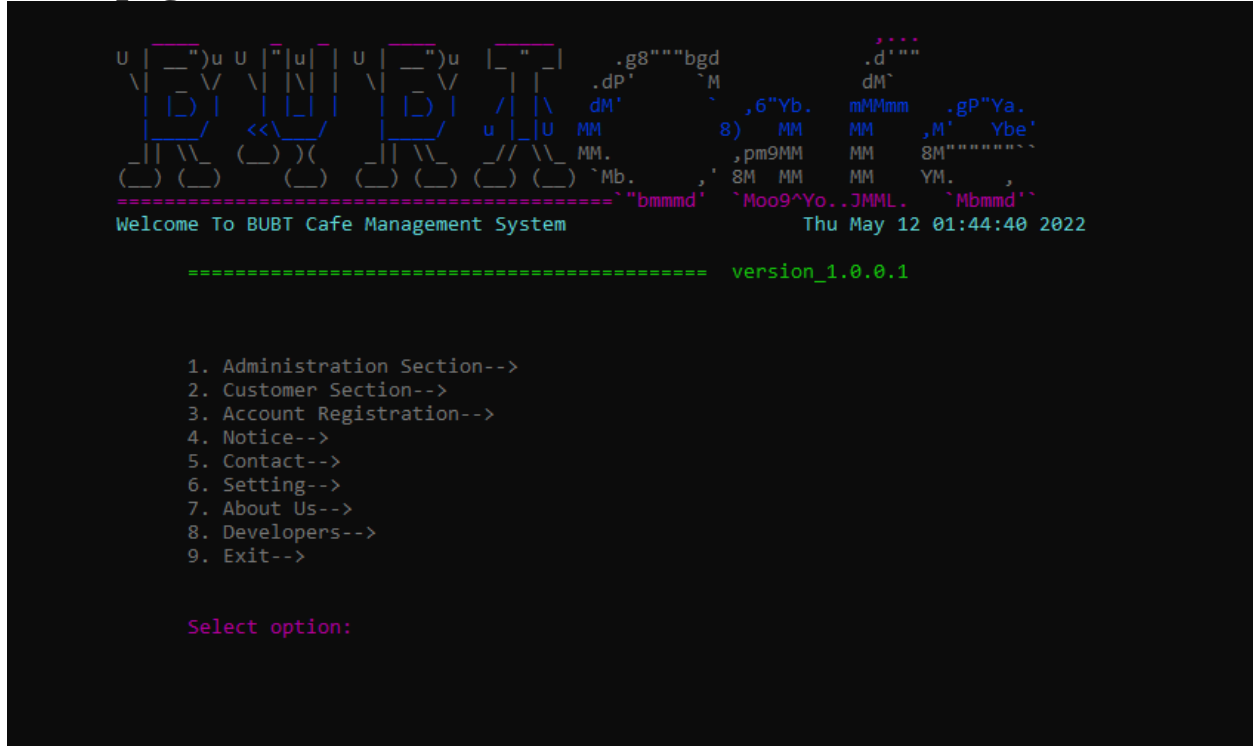 BUBT Cafe
Welcome To BUBT Cafe Management System Thu May 12 01:44:40 2022
============================================ version_1.0.0.1
1. Administration Section-->
2. Customer Section-->
3. Account Registration-->
4. Notice-->
5. Contact-->
6. Setting-->
7. About Us-->
8. Developers-->
9. Exit-->
Select option: